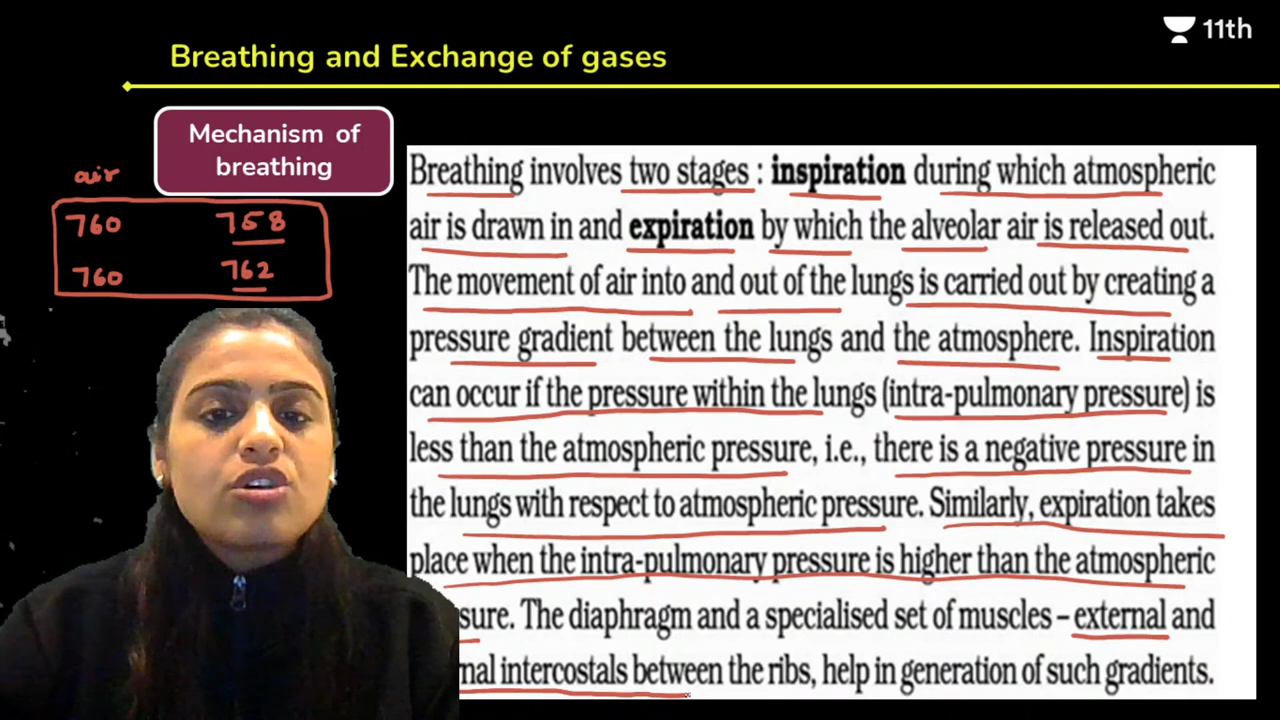 11th
Breathing and Exchange of gases
Mechanism of
breathing
air
760 758
760 762
Breathing involves two stages : inspiration during which atmospheric
air is drawn in and expiration by which the alveolar air is released out.
The movement of air into and out of the lungs is carried out by creating a
pressure gradient between the lungs and the atmosphere. Inspiration
can occur if the pressure within the lungs (intra-pulmonary pressure) is
less than the atmospheric pressure, i.e., there is a negative pressure in
the lungs with respect to atmospheric pressure. Similarly, expiration takes
place when the intra-pulmonary pressure is higher than the atmospheric
sure. The diaphragm and a specialised set of muscles – external and
nal intercostals between the ribs, help in generation of such gradients.